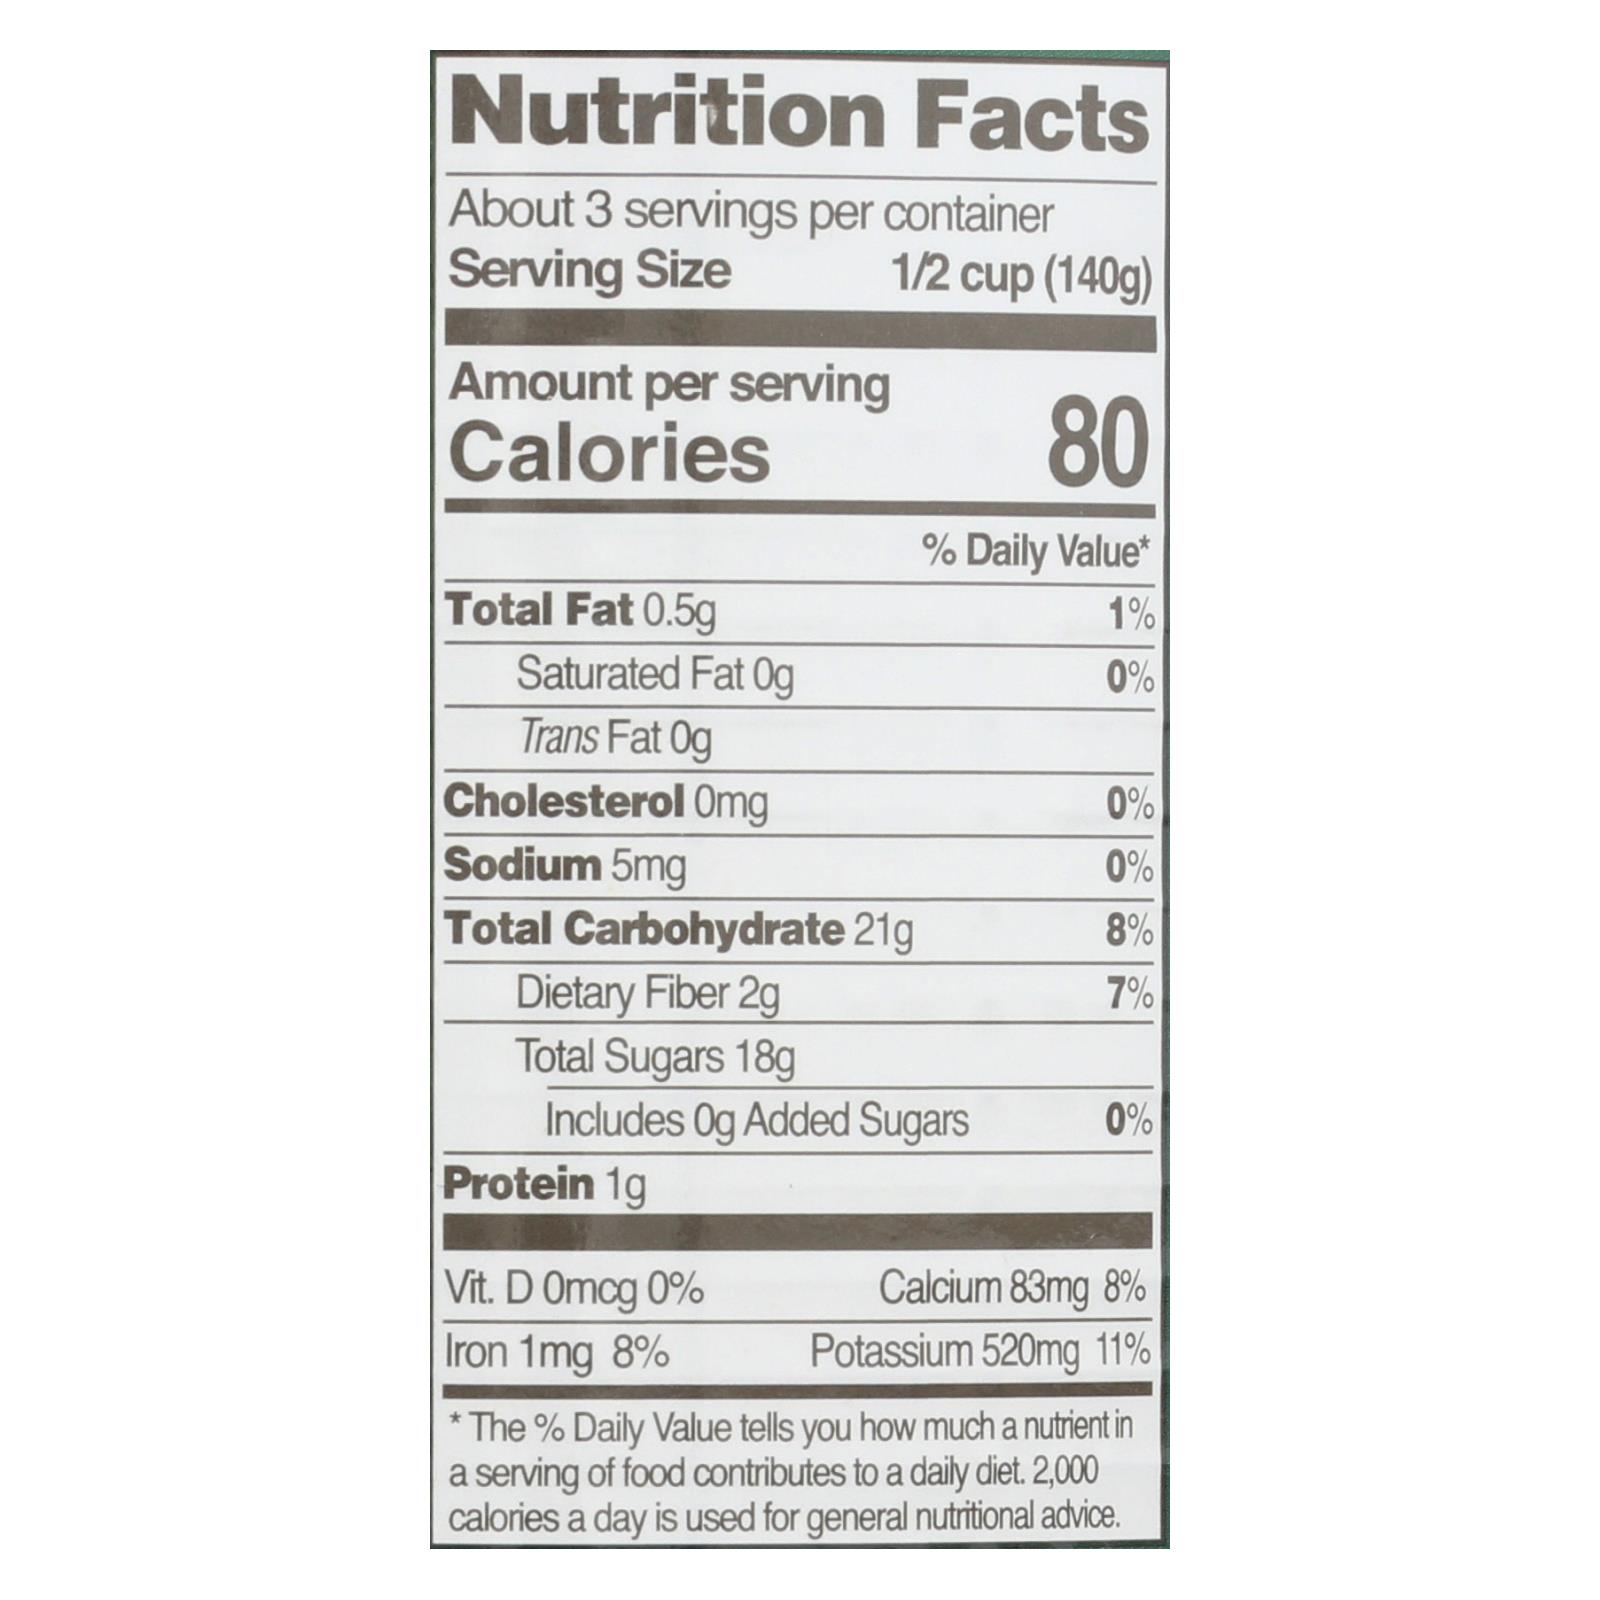 Nutrition Facts
About 3 servings per container
Serving Size 1/2 cup (140g)
Amount per serving
Calories 80
% Daily Value*
Total Fat 0.5g 1%
Saturated Fat 0g 0%
Trans Fat 0g
Cholesterol 0mg 0%
Sodium 5mg 0%
Total Carbohydrate 21g 8%
Dietary Fiber 2g 7%
Total Sugars 18g
Includes 0g Added Sugars 0%
Protein 1g
Vit. D 0mcg 0% Calcium 83mg 8%
Iron 1mg 8% Potassium 520mg 11%
* The % Daily Value tells you how much a nutrient in
a serving of food contributes to a daily diet. 2,000
calories a day is used for general nutritional advice.